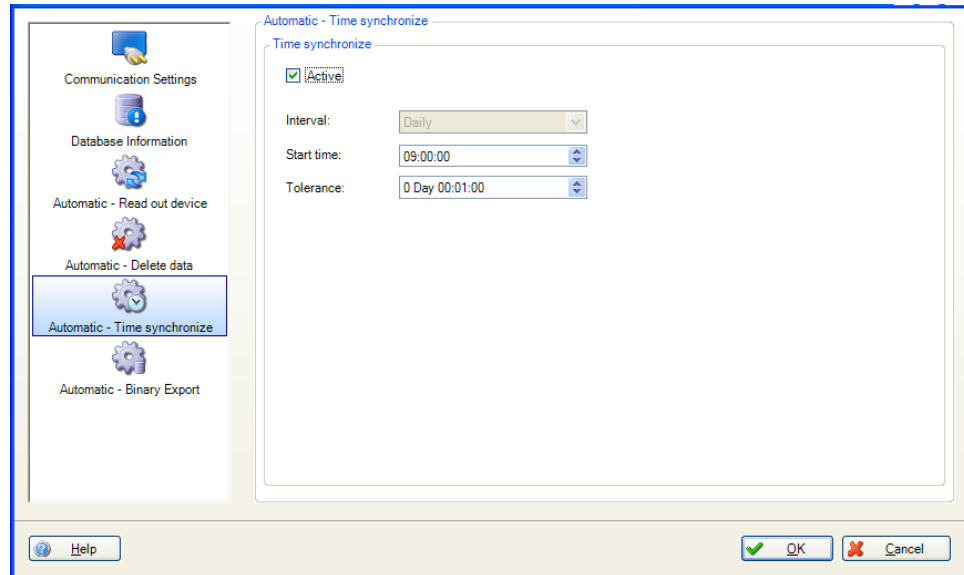 Communication Settings
Database Information
Automatic - Read out device
Automatic - Delete data
Automatic - Time synchronize
Automatic - Binary Export
Automatic - Time synchronize
Time synchronize
Active
Interval: Daily
Start time: 09:00:00
Tolerance: 0 Day 00:01:00
Help OK Cancel